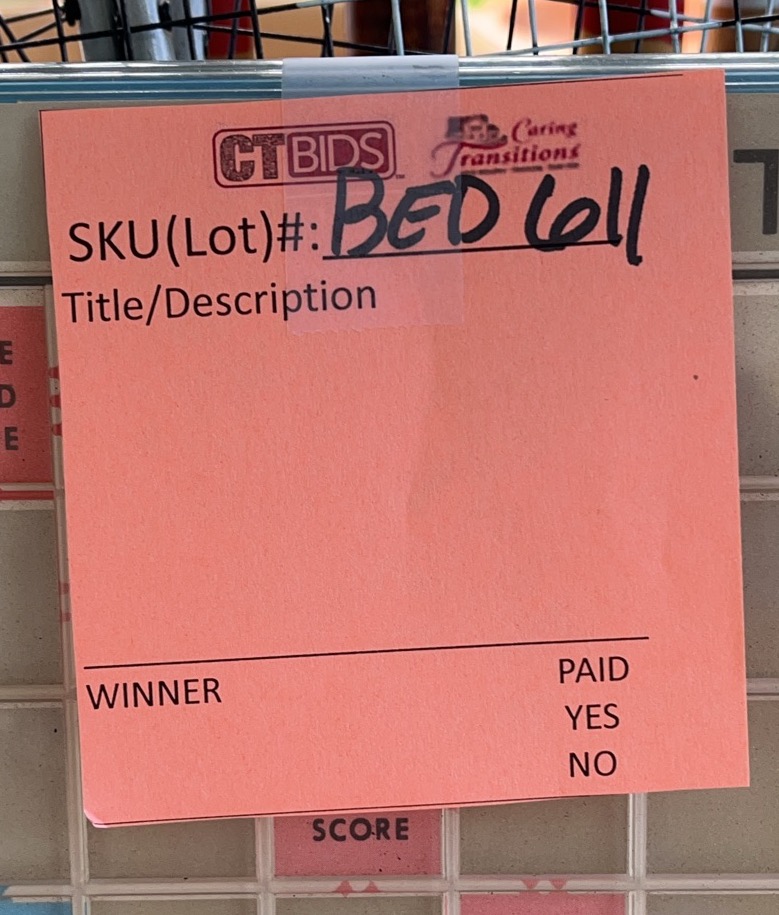 CTBIDS
Caring
Transitions
T
SKU(Lot)#: BED 611
Title/Description
E
D
E
WINNER
PAID
YES
NO
SCORE